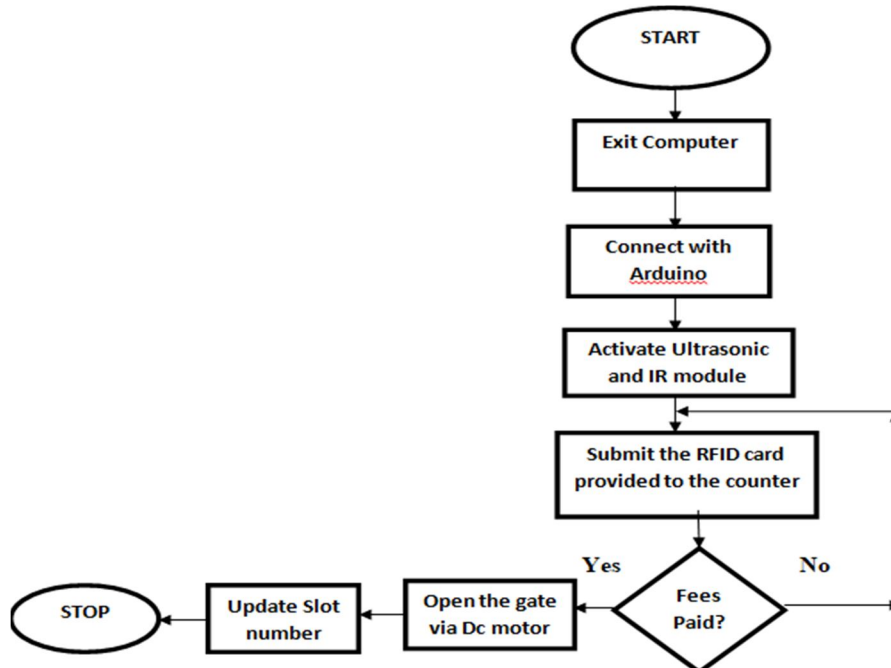 START
Exit Computer
Connect with
Arduino
Activate Ultrasonic
and IR module
Submit the RFID card
provided to the counter
Yes
No
Fees
Paid?
Open the gate
via Dc motor
Update Slot
number
STOP